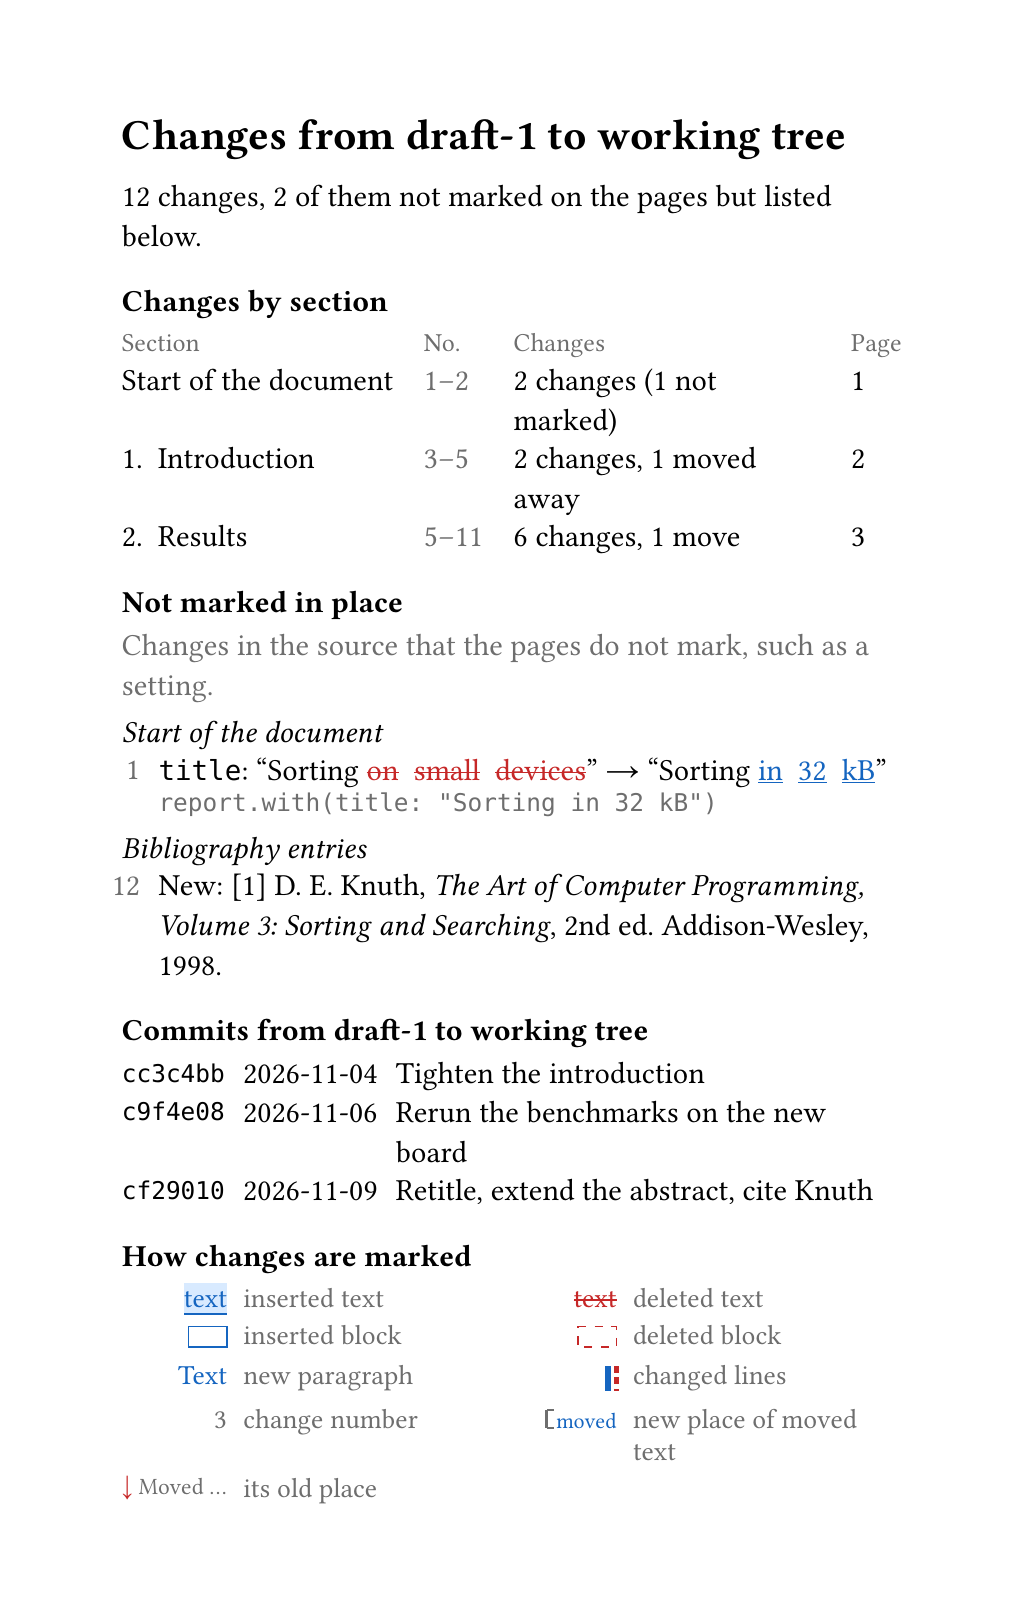 Changes from draft-1 to working tree
12 changes, 2 of them not marked on the pages but listed
below.
Changes by section
Section No. Changes Page
Start of the document 1–2 2 changes (1 not 1
marked)
1. Introduction 3–5 2 changes, 1 moved 2
away
2. Results 5–11 6 changes, 1 move 3
Not marked in place
Changes in the source that the pages do not mark, such as a
setting.
Start of the document
1 title: “Sorting on small devices” ⟶ “Sorting in 32 kB”
report.with(title: "Sorting in 32 kB")
Bibliography entries
12 New: [1] D. E. Knuth, The Art of Computer Programming,
Volume 3: Sorting and Searching, 2nd ed. Addison-Wesley,
1998.
Commits from draft-1 to working tree
cc3c4bb 2026-11-04 Tighten the introduction
c9f4e08 2026-11-06 Rerun the benchmarks on the new
board
cf29010 2026-11-09 Retitle, extend the abstract, cite Knuth
How changes are marked
text inserted text text deleted text
inserted block deleted block
Text new paragraph changed lines
3 change number moved new place of moved
text
↓ Moved … its old place